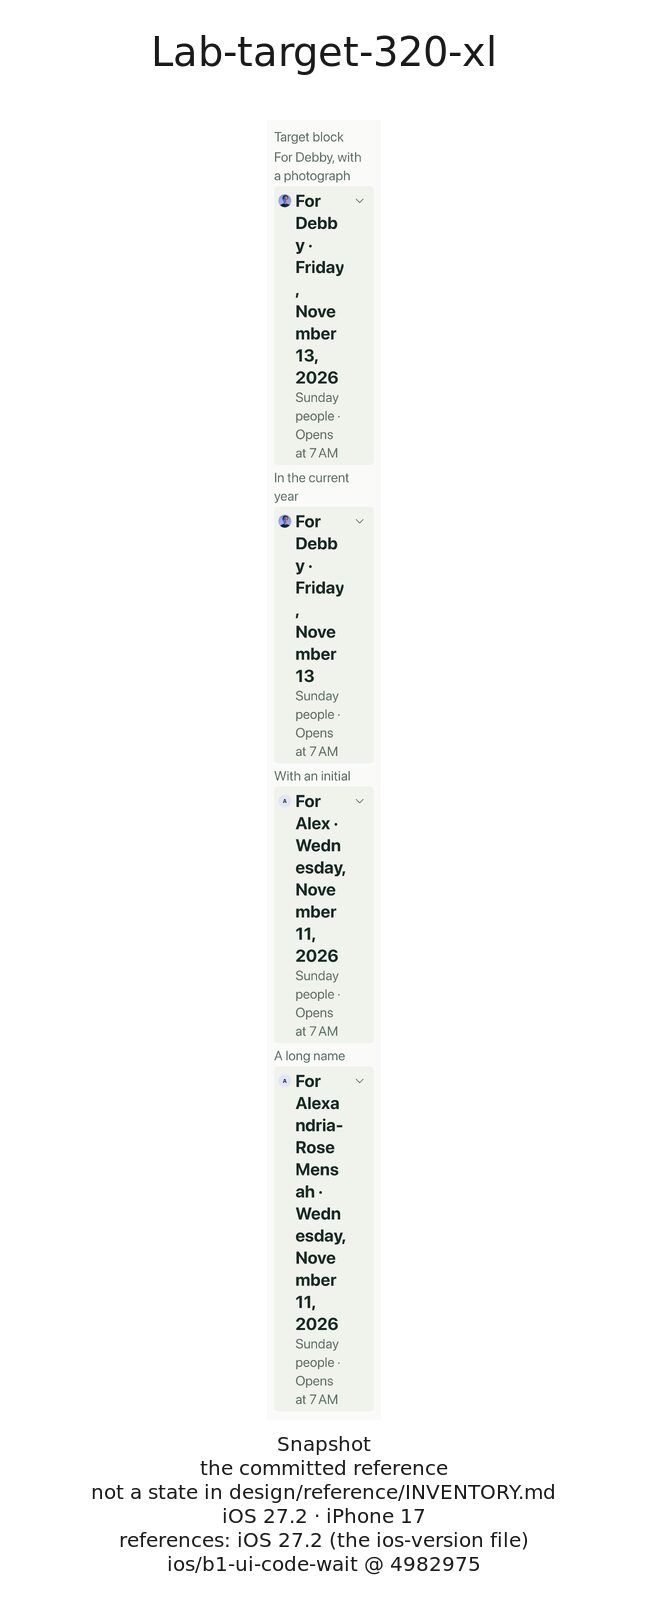 Lab-target-320-xl
Target block
For Debby, with
a photograph
For
Debb
y ·
Friday
,
Nove
mber
13,
2026
Sunday
people ·
Opens
at 7 AM
In the current
year
For
Debb
y ·
Friday
,
Nove
mber
13
Sunday
people ·
Opens
at 7 AM
With an initial
A
For
Alex ·
Wedn
esday,
Nove
mber
11,
2026
Sunday
people ·
Opens
at 7 AM
A long name
A
For
Alexa
ndria-
Rose
Mens
ah ·
Wedn
esday,
Nove
mber
11,
2026
Sunday
people ·
Opens
at 7 AM
Snapshot
the committed reference
not a state in design/reference/INVENTORY.md
iOS 27.2 · iPhone 17
references: iOS 27.2 (the ios-version file)
ios/b1-ui-code-wait @ 4982975